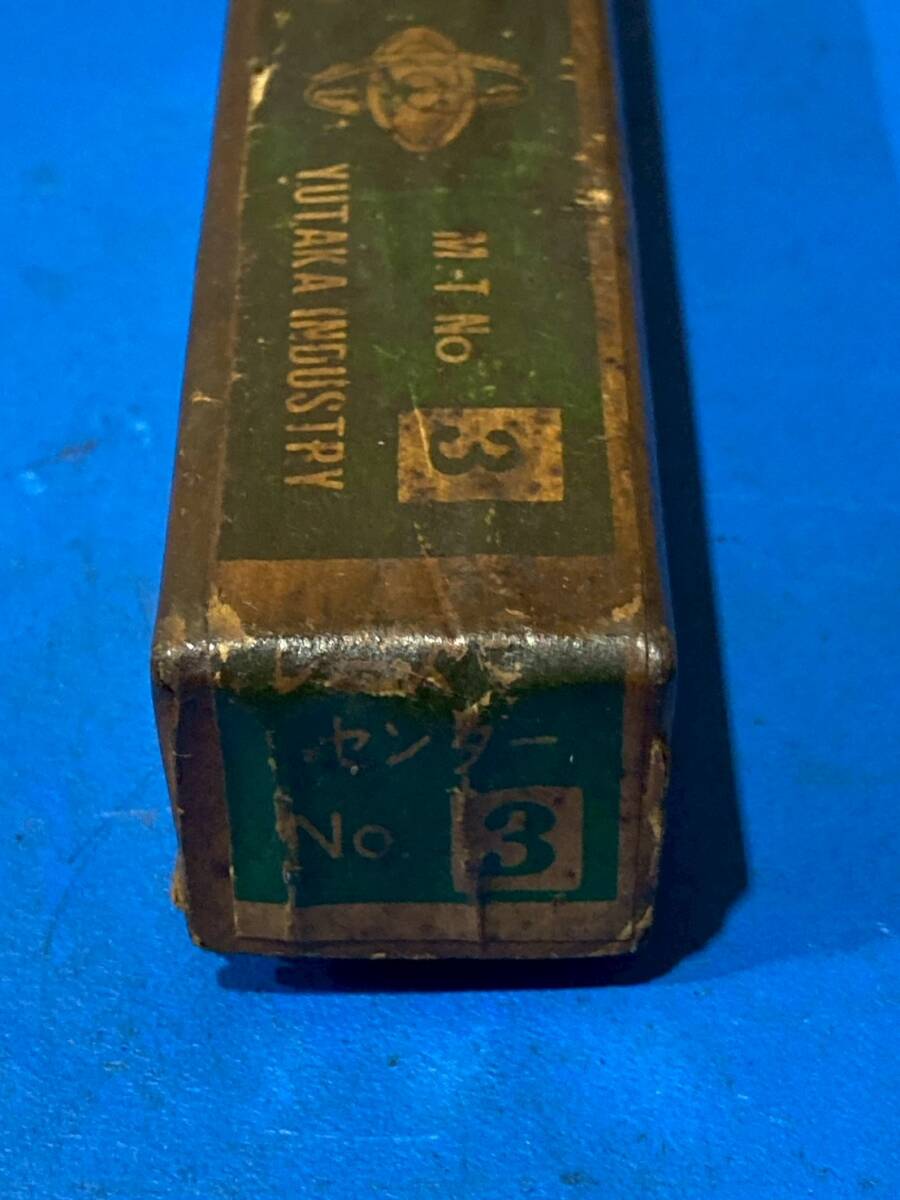 M.T No. 3
YUTAKA INDUSTRY
センター
No. 3